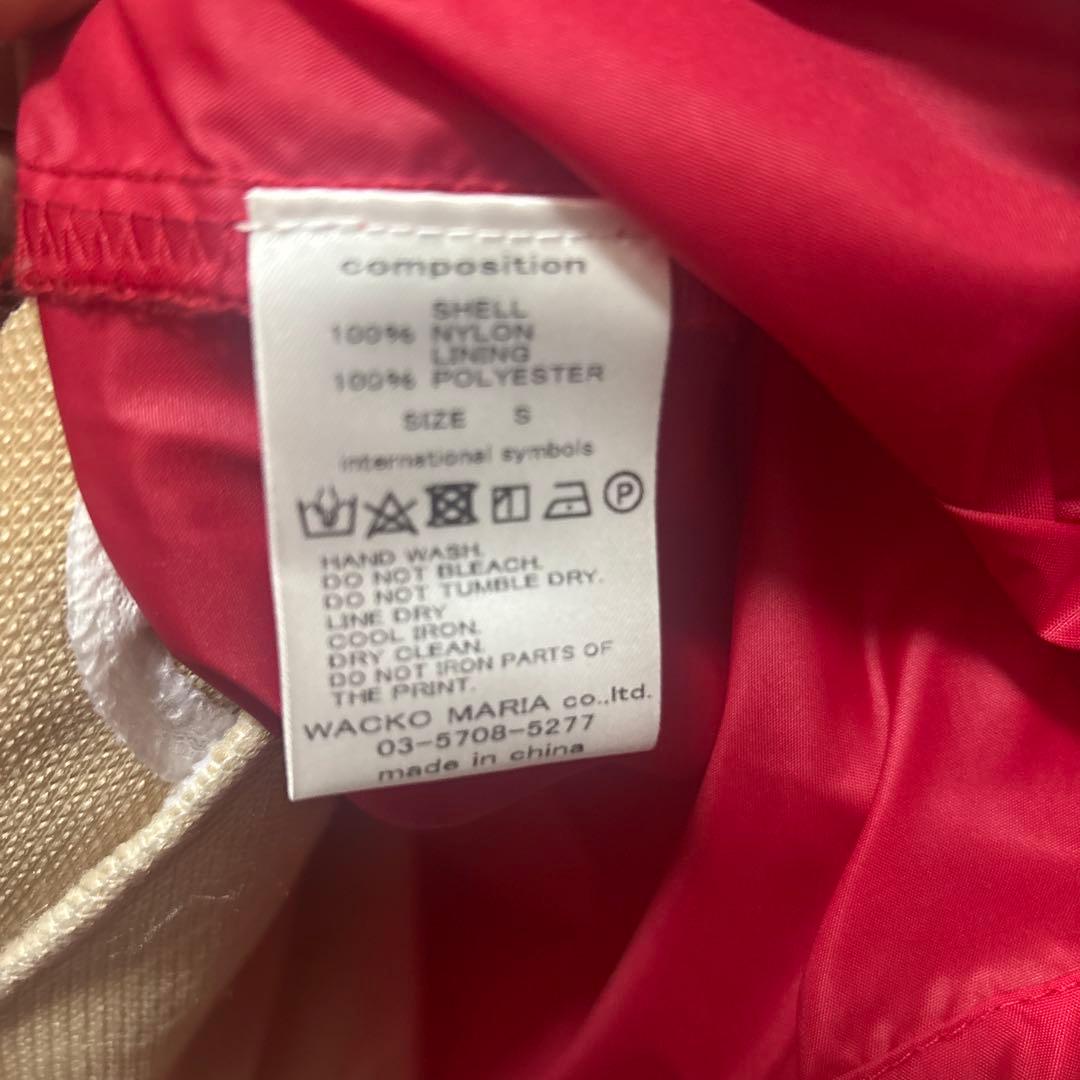 composition
SHELL
100% NYLON
LINING
100% POLYESTER
SIZE S
international symbols
P
HAND WASH.
DO NOT BLEACH.
DO NOT TUMBLE DRY.
LINE DRY
COOL IRON.
DRY CLEAN.
DO NOT IRON PARTS OF
THE PRINT.
WACKO MARIA co.,ltd.
03-5708-5277
made in china